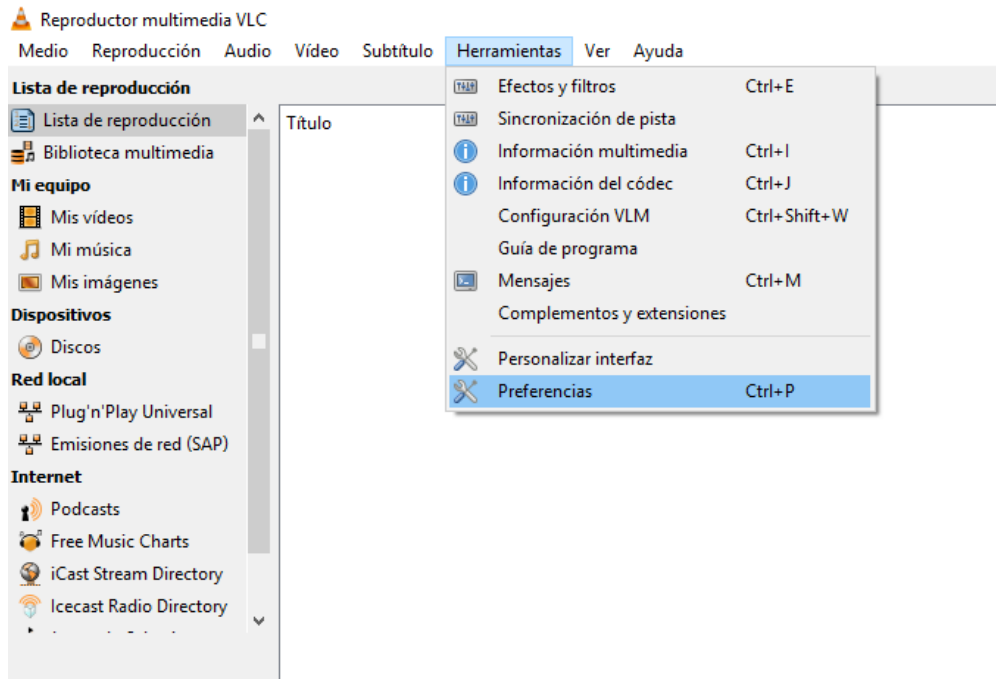 Reproductor multimedia VLC
Medio Reproducción Audio Vídeo Subtítulo Herramientas Ver Ayuda
Lista de reproducción
Lista de reproducción
Biblioteca multimedia
Mi equipo
Mis vídeos
Mi música
Mis imágenes
Dispositivos
Discos
Red local
Plug'n'Play Universal
Emisiones de red (SAP)
Internet
Podcasts
Free Music Charts
iCast Stream Directory
Icecast Radio Directory
Título
Efectos y filtros Ctrl+E
Sincronización de pista
Información multimedia Ctrl+I
Información del códec Ctrl+J
Configuración VLM Ctrl+Shift+W
Guía de programa
Mensajes Ctrl+M
Complementos y extensiones
Personalizar interfaz
Preferencias Ctrl+P